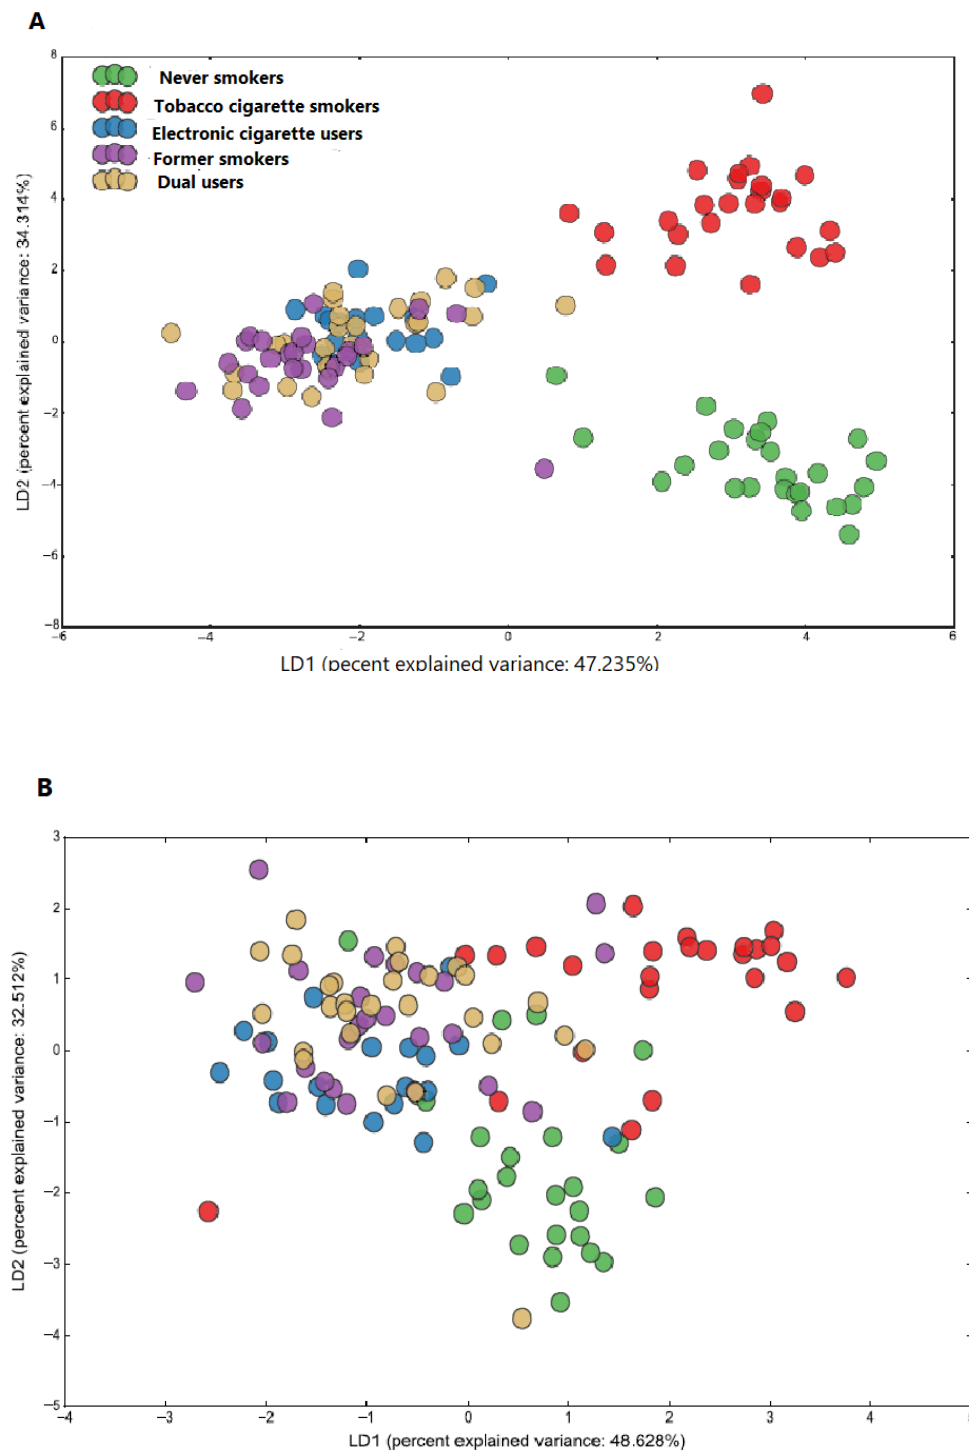 A
8
6
4
2
0
−2
−4
−6
−8
LD2 (percent explained variance: 34.314%)
Never smokers
Tobacco cigarette smokers
Electronic cigarette users
Former smokers
Dual users
−6 −4 −2 0 2 4 6
LD1 (pecent explained variance: 47.235%)
B
3
2
1
0
−1
−2
−3
−4
−5
LD2 (percent explained variance: 32.512%)
−4 −3 −2 −1 0 1 2 3 4
LD1 (percent explained variance: 48.628%)